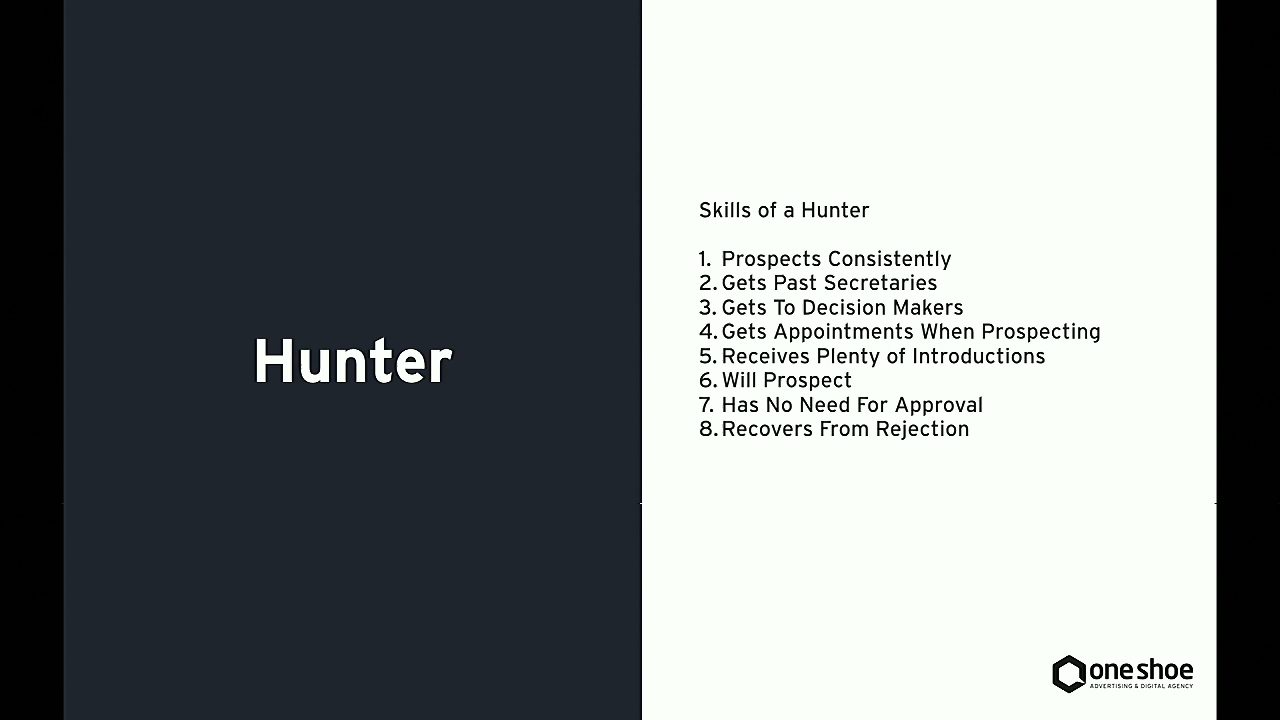 Hunter
Skills of a Hunter
1. Prospects Consistently
2. Gets Past Secretaries
3. Gets To Decision Makers
4. Gets Appointments When Prospecting
5. Receives Plenty of Introductions
6. Will Prospect
7. Has No Need For Approval
8. Recovers From Rejection
one shoe
ADVERTISING & DIGITAL AGENCY